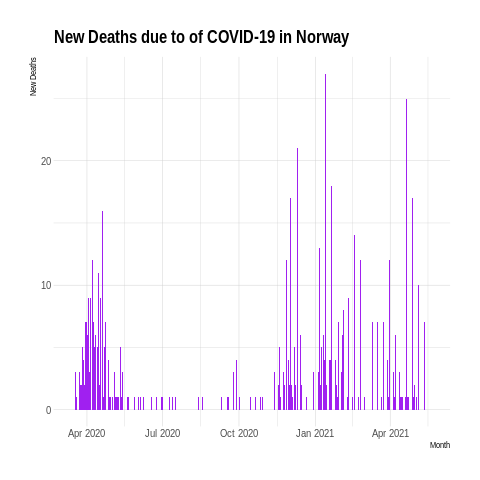 New Deaths due to of COVID-19 in Norway
New Deaths
20
10
0
Apr 2020 Jul 2020 Oct 2020 Jan 2021 Apr 2021
Month